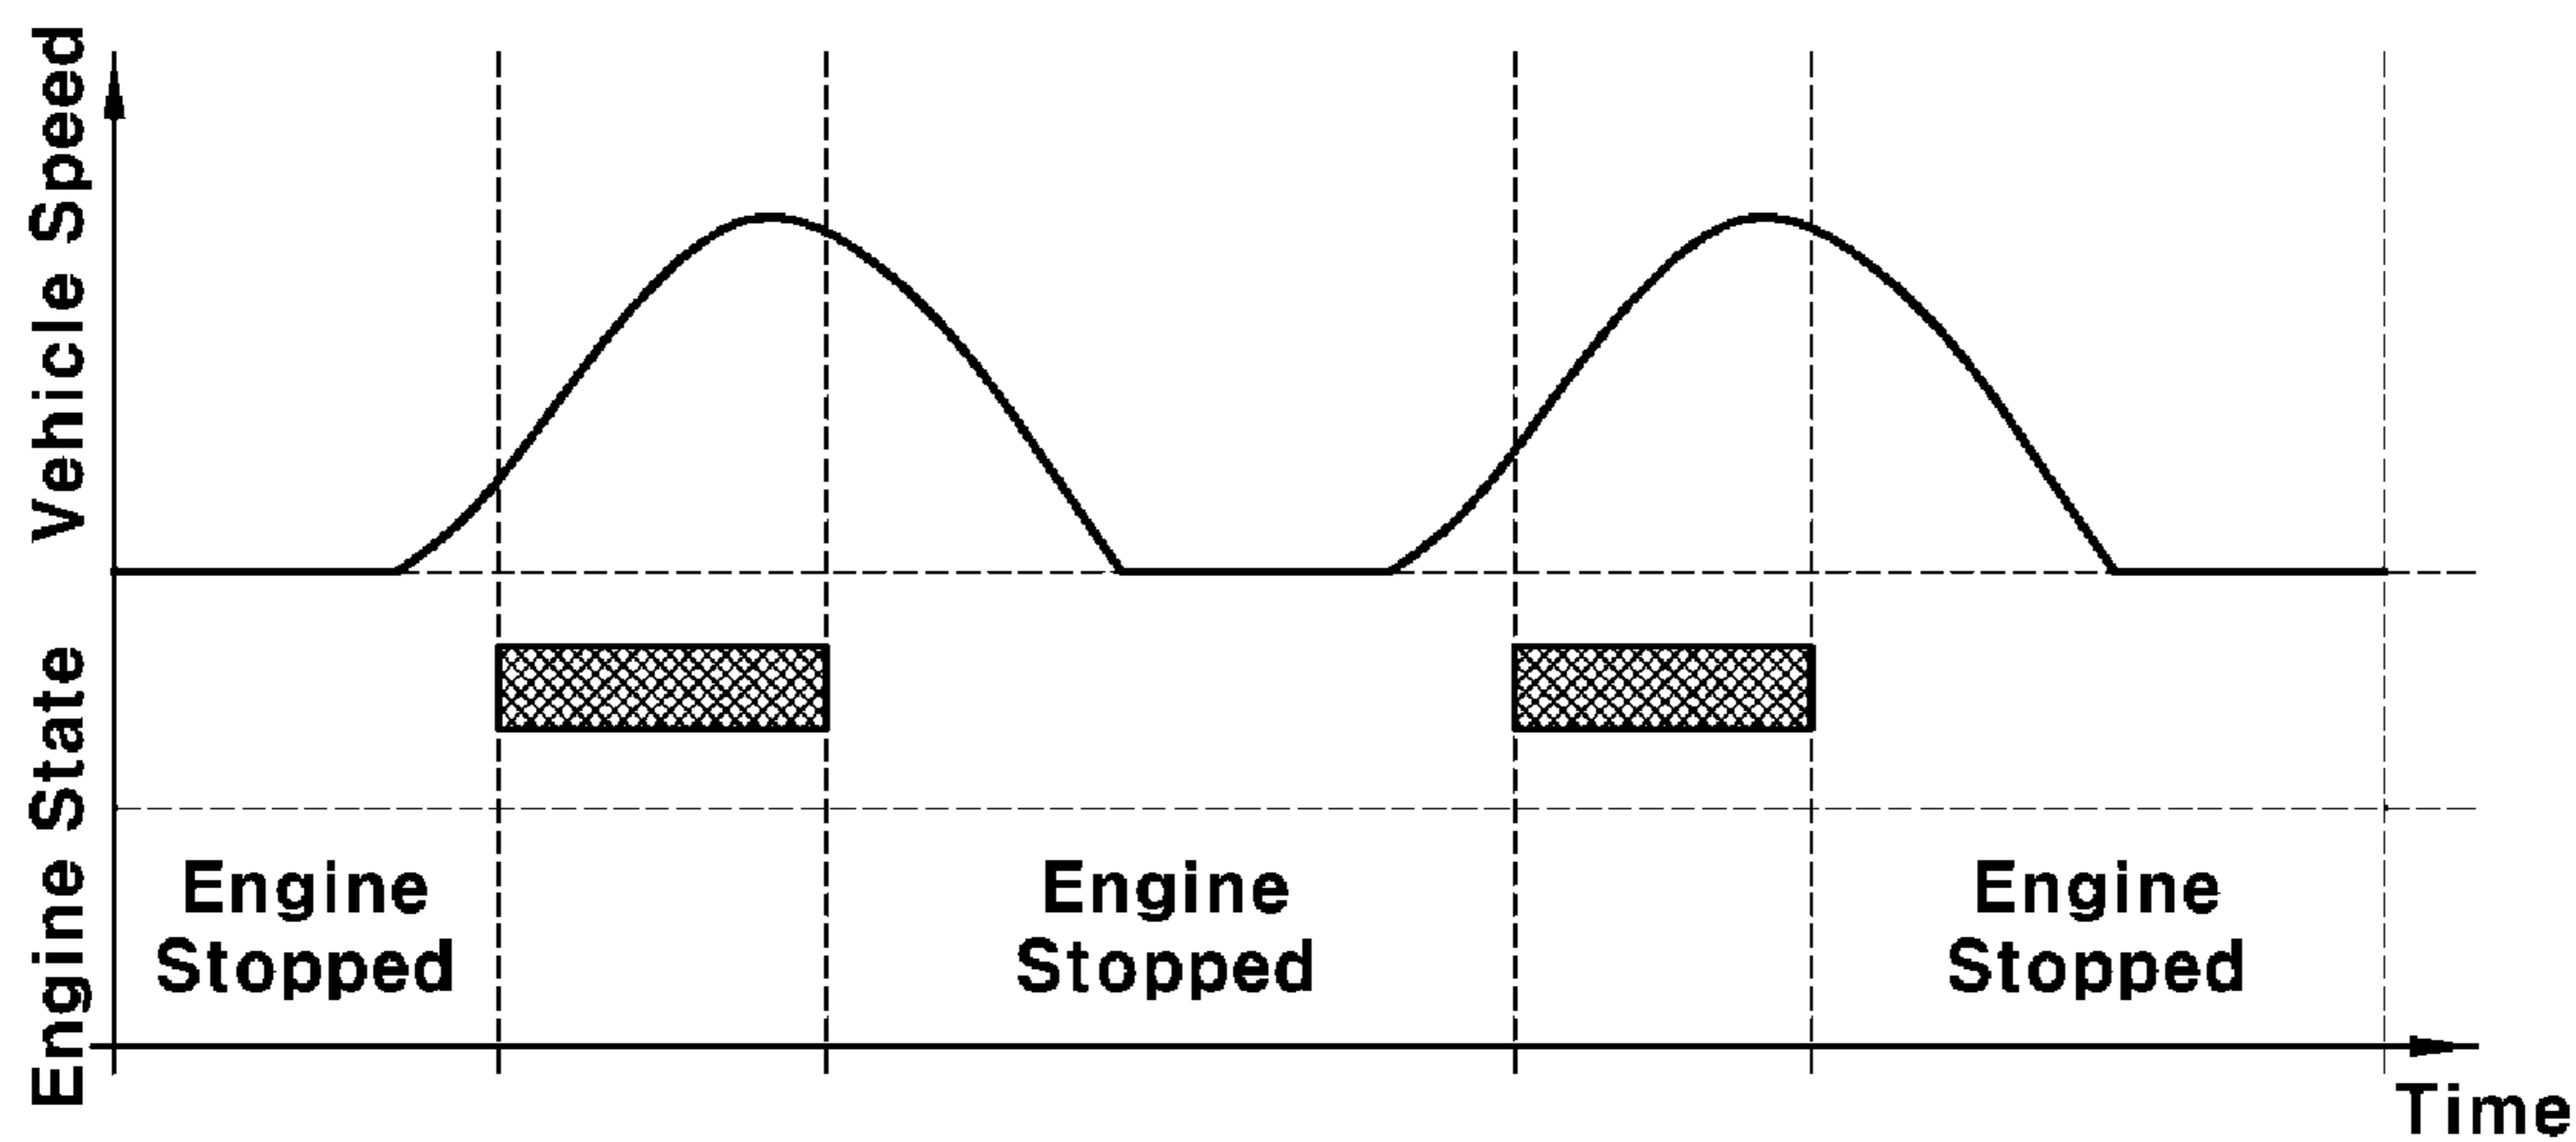 Vehicle Speed
Engine State
Engine
Stopped
Engine
Stopped
Engine
Stopped
Time